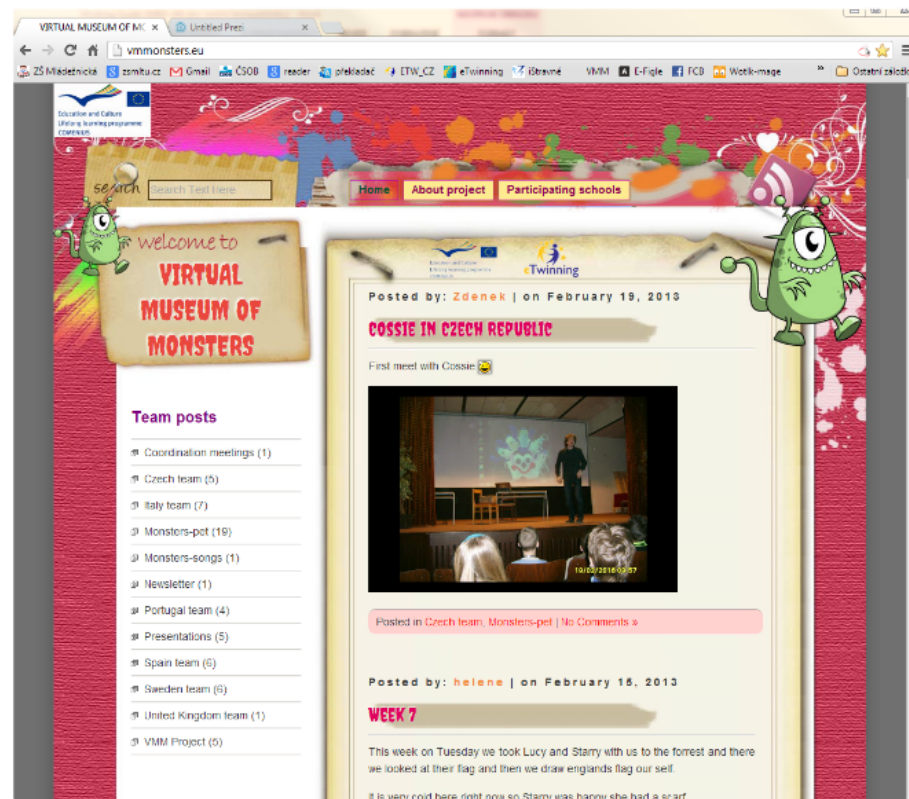 VIRTUAL MUSEUM OF MC
Untitled Prezi
vmmonsters.eu
ZŠ Mládežnická zsmltu.cz Gmail ČSOB reader překladač ETW_CZ eTwinning iStravné VMM E-Figle FCB Wotik-mage » Ostatní záložk
Education and Culture
Lifelong learning programme
COMENIUS
search Search Text Here
Home About project Participating schools
welcome to
VIRTUAL
MUSEUM OF
MONSTERS
eTwinning
Posted by: Zdenek | on February 19, 2013
COSSIE IN CZECH REPUBLIC
First meet with Cossie
Posted in Czech team, Monsters-pet | No Comments »
Team posts
Coordination meetings (1)
Czech team (5)
Italy team (7)
Monsters-pet (19)
Monsters-songs (1)
Newsletter (1)
Portugal team (4)
Presentations (5)
Spain team (6)
Sweden team (6)
United Kingdom team (1)
VMM Project (5)
Posted by: helene | on February 15, 2013
WEEK 7
This week on Tuesday we took Lucy and Starry with us to the forrest and there
we looked at their flag and then we draw englands flag our self.
It is very cold here right now so Starry was happy she had a scarf